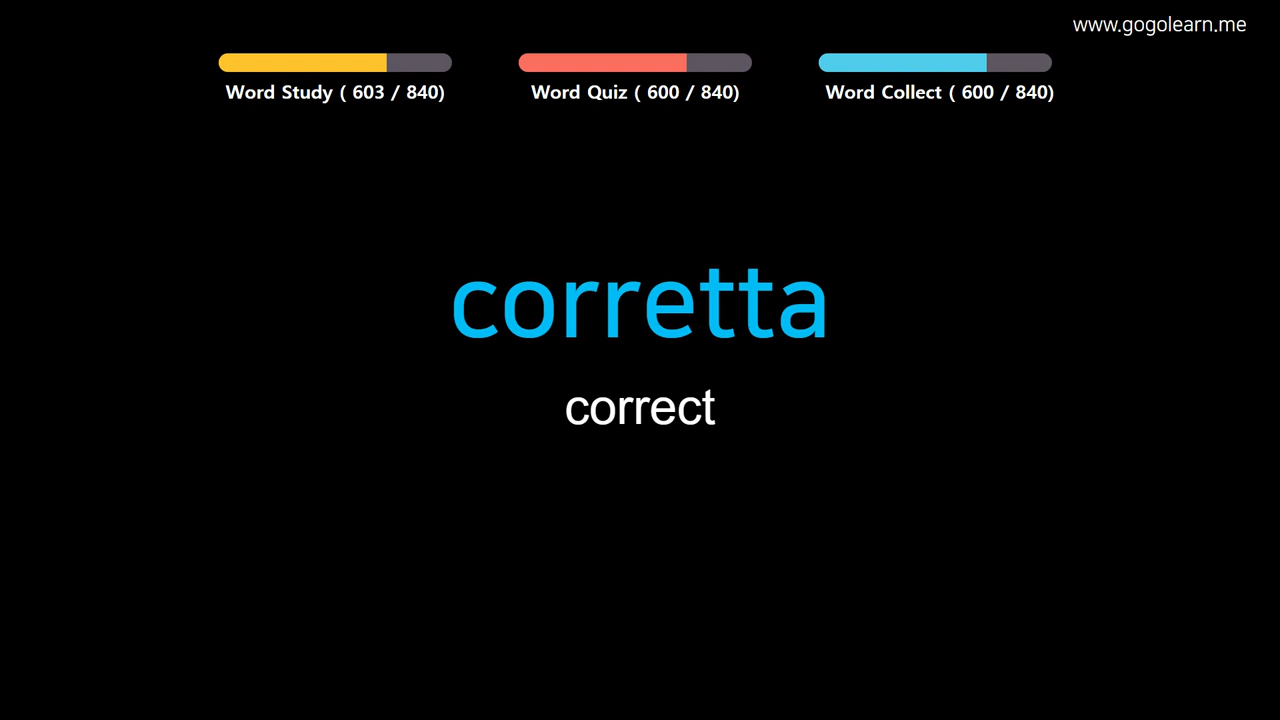 www.gogolearn.me
Word Study ( 603 / 840)
Word Quiz ( 600 / 840)
Word Collect ( 600 / 840)
corretta
correct